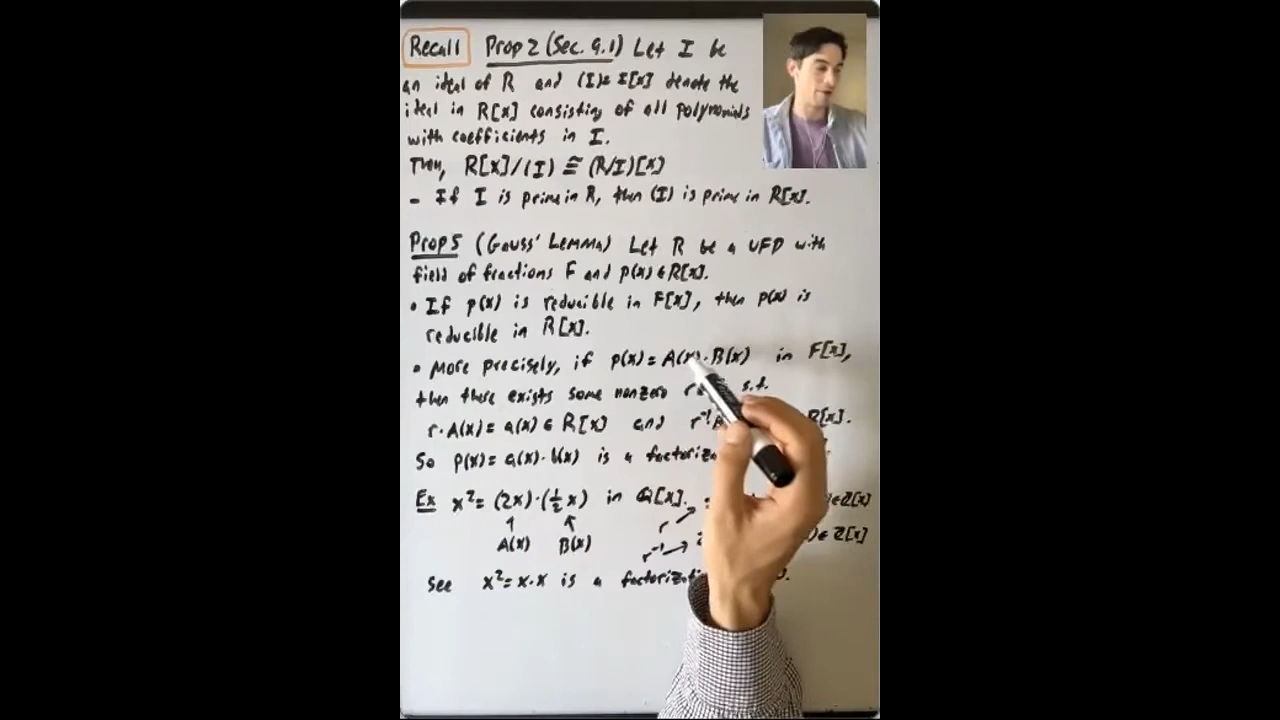 Recall Prop 2 (Sec. 9.1) Let I be
an ideal of R and (I)= I[x] denote the
ideal in R[x] consisting of all polynomials
with coefficients in I.
Then, R[x]/(I) ≅ (R/I)[x]
- If I is prime in R, then (I) is prime in R[x].
Prop 5 (Gauss' Lemma) Let R be a UFD with
field of fractions F and p(x) ∈ R[x].
• If p(x) is reducible in F[x], then p(x) is
reducible in R[x].
• More precisely, if p(x) = A(x)·B(x) in F[x],
then there exists some nonzero s.t.
r·A(x) = a(x) ∈ R[x] and r⁻¹ R[x].
So p(x) = a(x)·b(x) is a
Ex x² = (2x)·(½x) in Q[x]. ∈ Z[x]
A(x) B(x) r r⁻¹ ∈ Z[x]
See x² = x·x is a